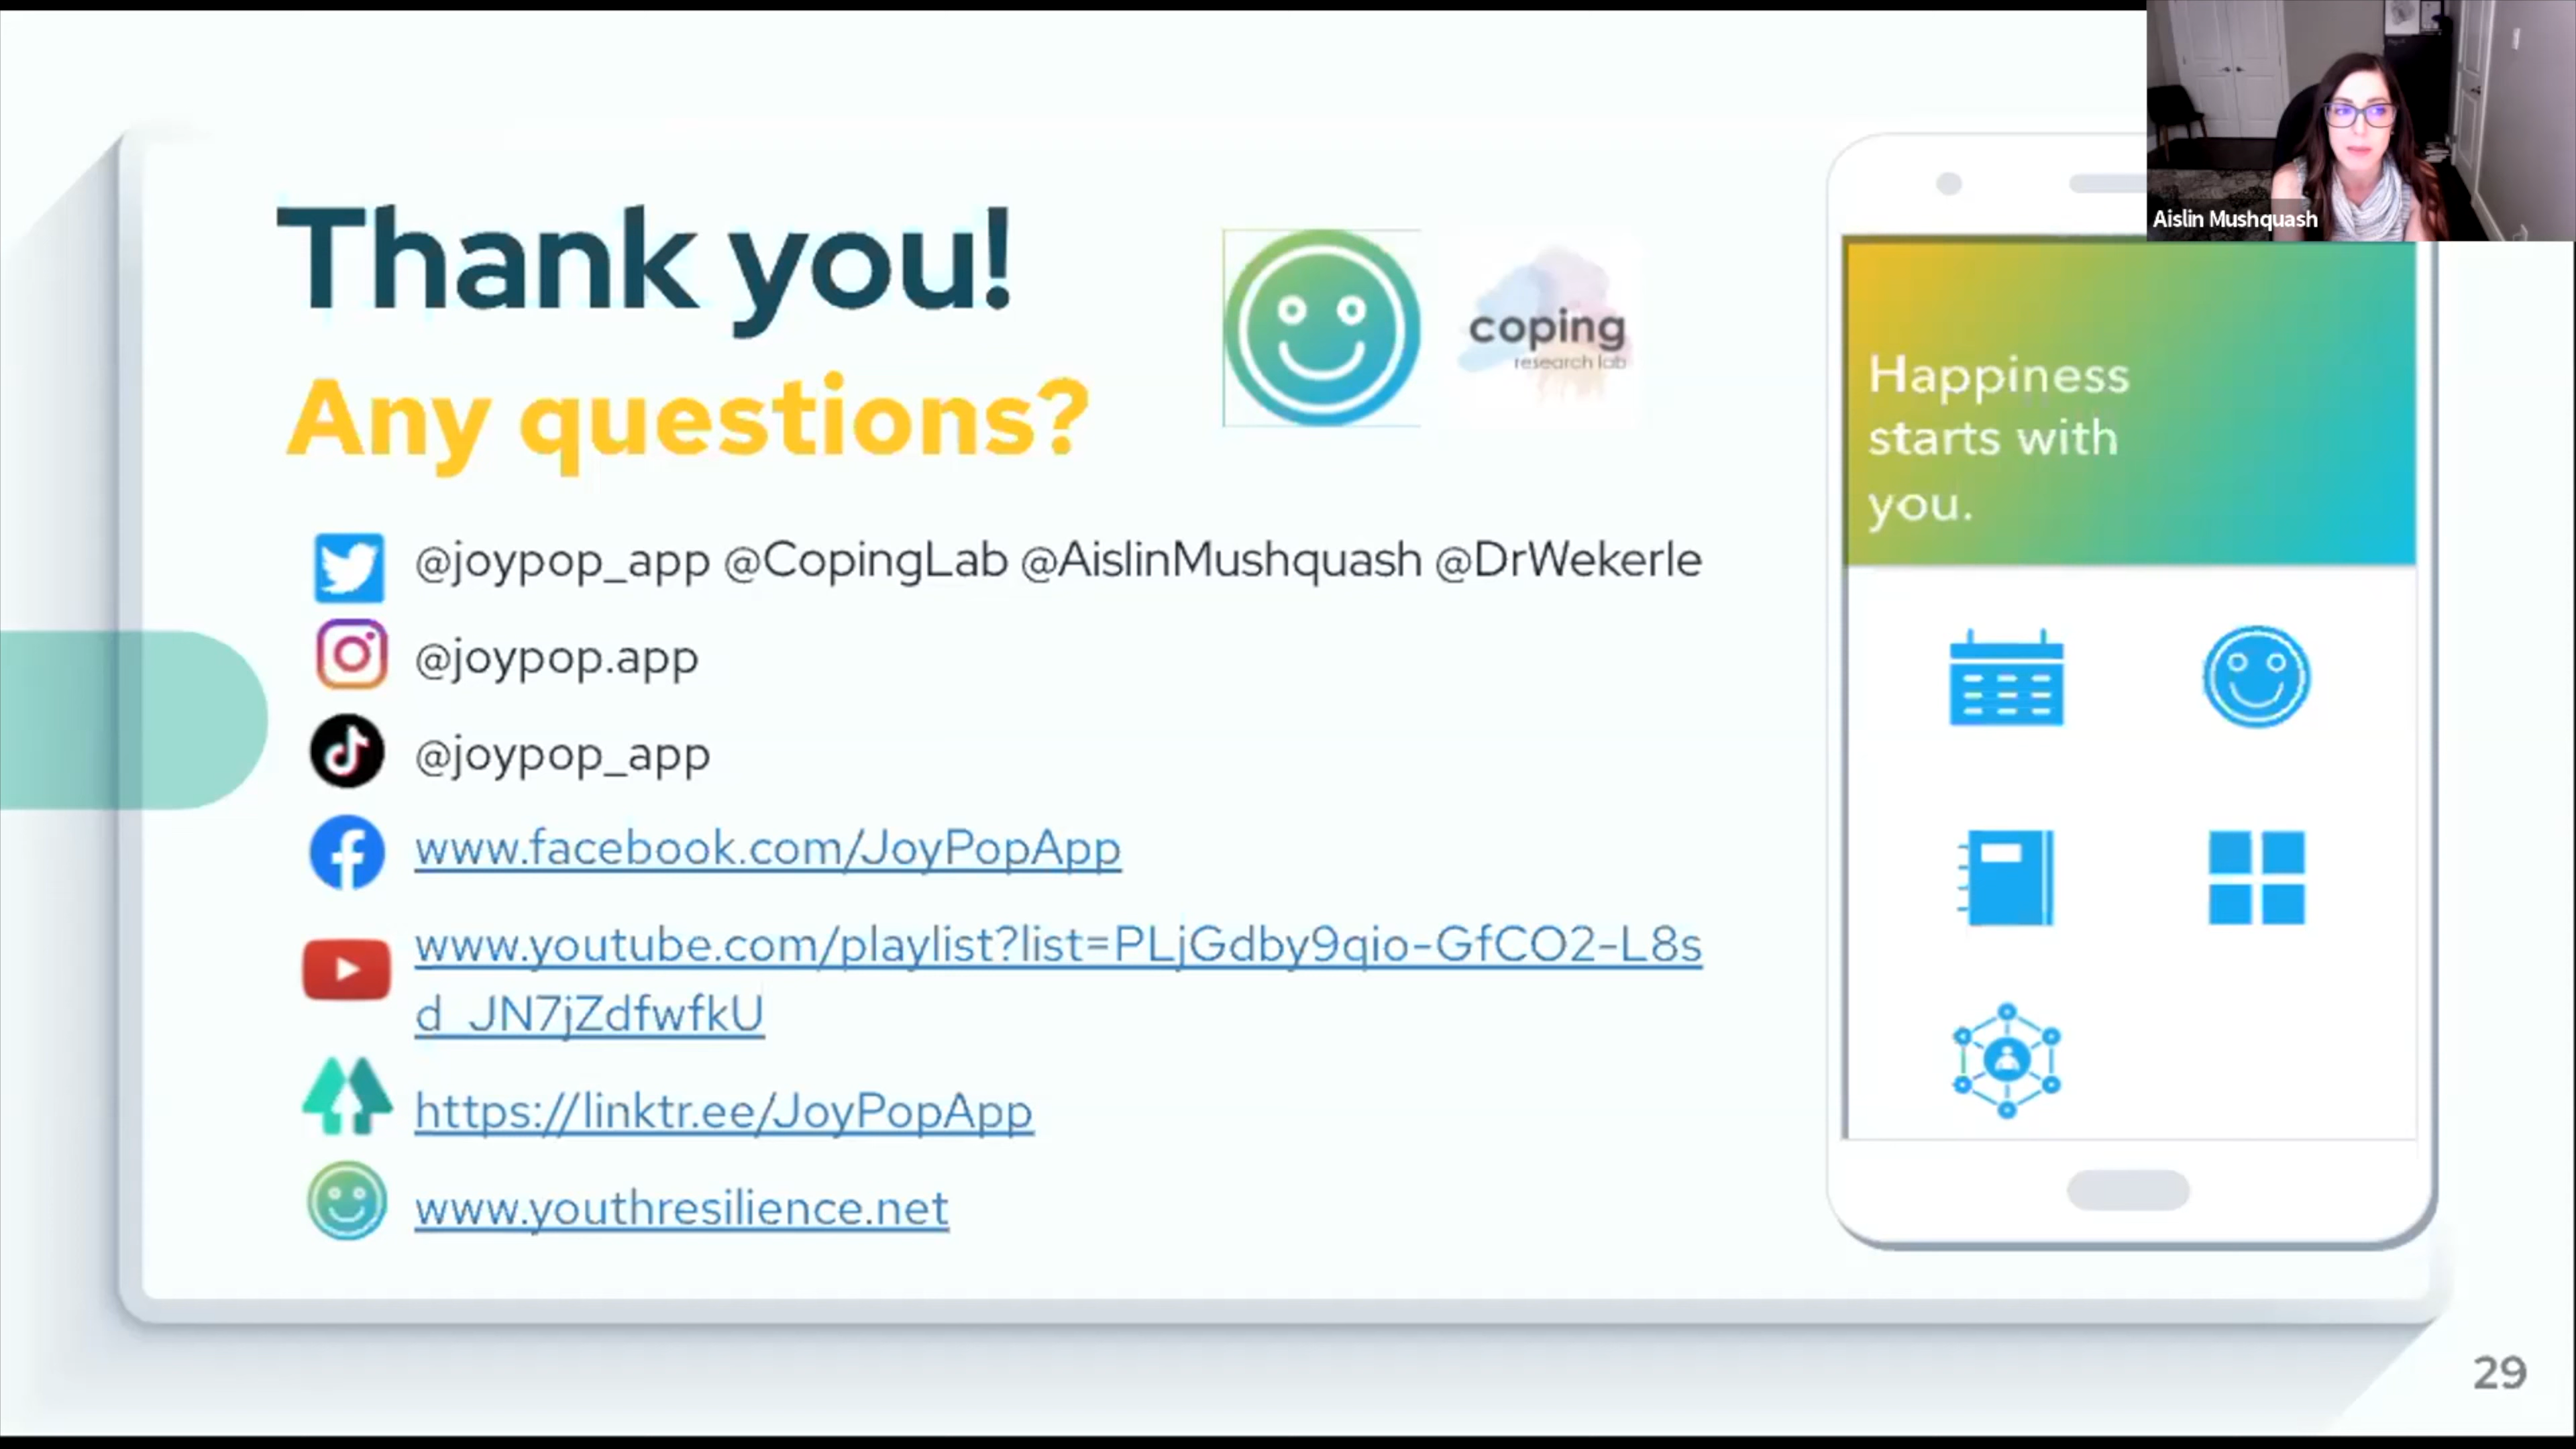 Thank you!
Any questions?
coping
research lab
@joypop_app @CopingLab @AislinMushquash @DrWekerle
@joypop.app
@joypop_app
www.facebook.com/JoyPopApp
www.youtube.com/playlist?list=PLjGdby9qio-GfCO2-L8s
d_JN7jZdfwfkU
https://linktr.ee/JoyPopApp
www.youthresilience.net
Aislin Mushquash
Happiness
starts with
you.
29